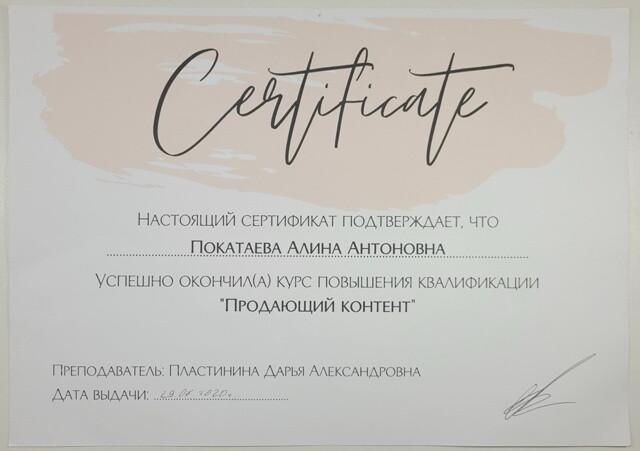 Certificate
Настоящий сертификат подтверждает, что
Покатаева Алина Антоновна
Успешно окончил(а) курс повышения квалификации
"Продающий контент"
Преподаватель: Пластинина Дарья Александровна
Дата выдачи: